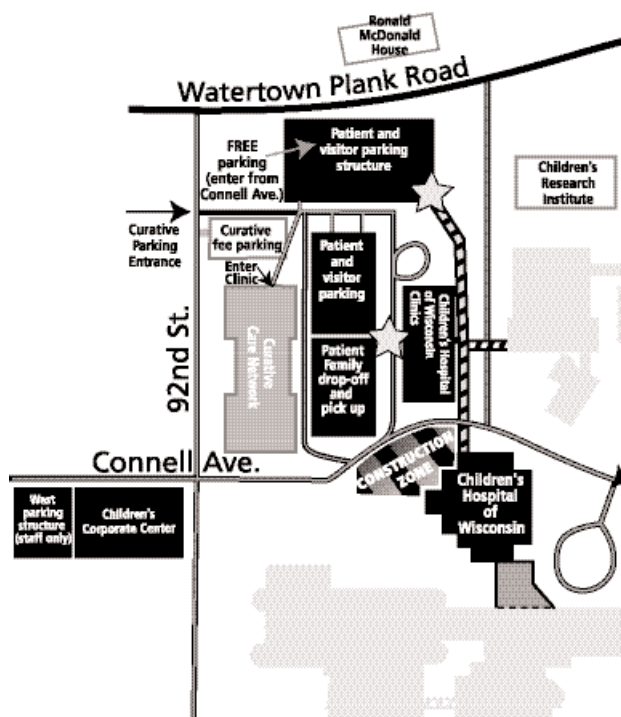 Ronald
McDonald
House
Watertown Plank Road
FREE
parking
(enter from
Connell Ave.)
Patient and
visitor parking
structure
Children's
Research
Institute
Curative
Parking
Entrance
Curative
fee parking
Enter
Clinic
Patient
and
visitor
parking
Children's Hospital
of Wisconsin
Clinics
Curative
Care Network
Patient
Family
drop-off
and
pick up
92nd St.
Connell Ave.
CONSTRUCTION
ZONE
West
parking
structure
(staff only)
Children's
Corporate Center
Children's
Hospital
of
Wisconsin